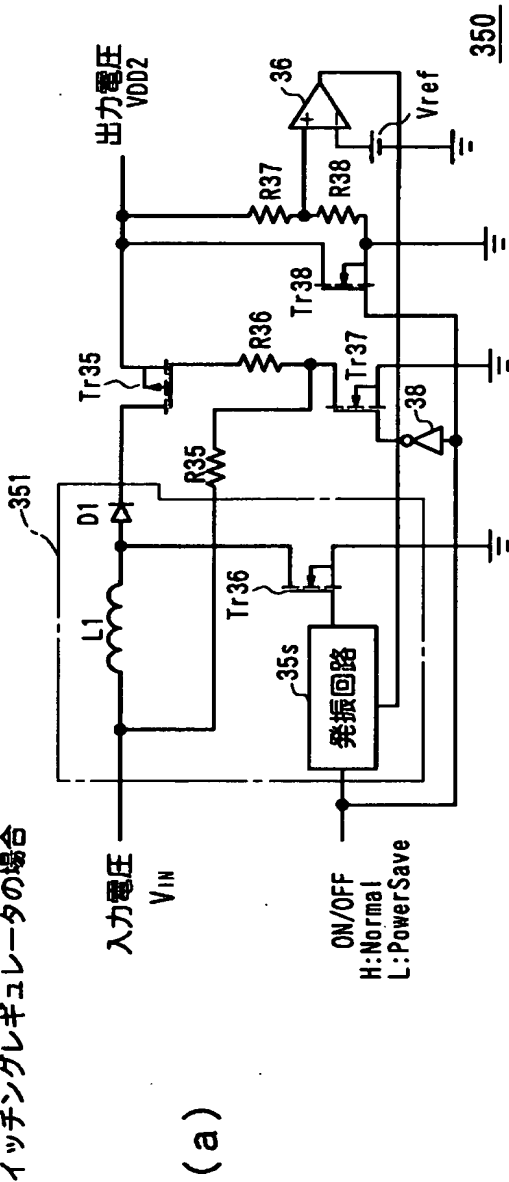 イッチングレギュレータの場合
(a)
350
351
入力電圧
VIN
L1
D1
Tr35
出力電圧
VDD2
R35
R36
R37
R38
36
Vref
Tr36
Tr37
Tr38
38
35s
発振回路
ON/OFF
H:Normal
L:PowerSave